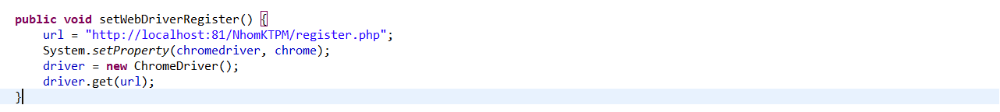 public void setWebDriverRegister() {
    url = "http://localhost:81/NhomKTPM/register.php";
    System.setProperty(chromedriver, chrome);
    driver = new ChromeDriver();
    driver.get(url);
}